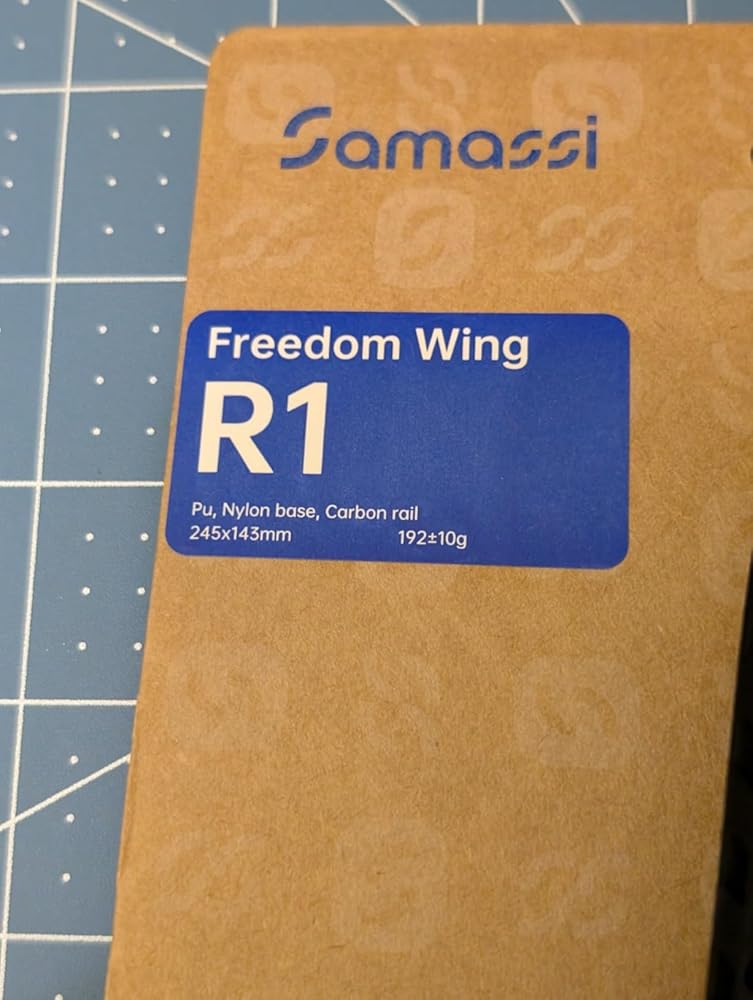 Samassi
Freedom Wing
R1
Pu, Nylon base, Carbon rail
245x143mm 192±10g